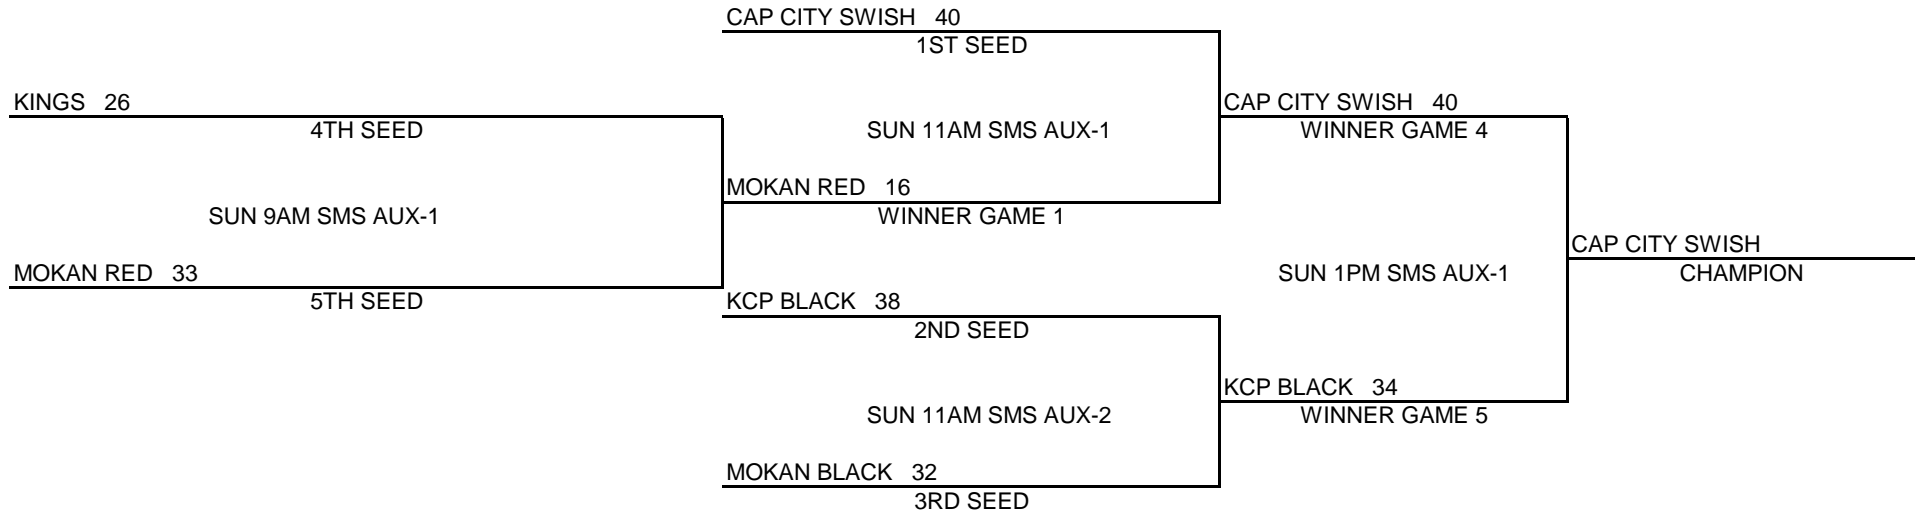 CAP CITY SWISH 40
1ST SEED
KINGS 26
CAP CITY SWISH 40
4TH SEED
SUN 11AM SMS AUX-1
WINNER GAME 4
MOKAN RED 16
SUN 9AM SMS AUX-1
WINNER GAME 1
CAP CITY SWISH
MOKAN RED 33
SUN 1PM SMS AUX-1
CHAMPION
5TH SEED
KCP BLACK 38
2ND SEED
KCP BLACK 34
SUN 11AM SMS AUX-2
WINNER GAME 5
MOKAN BLACK 32
3RD SEED